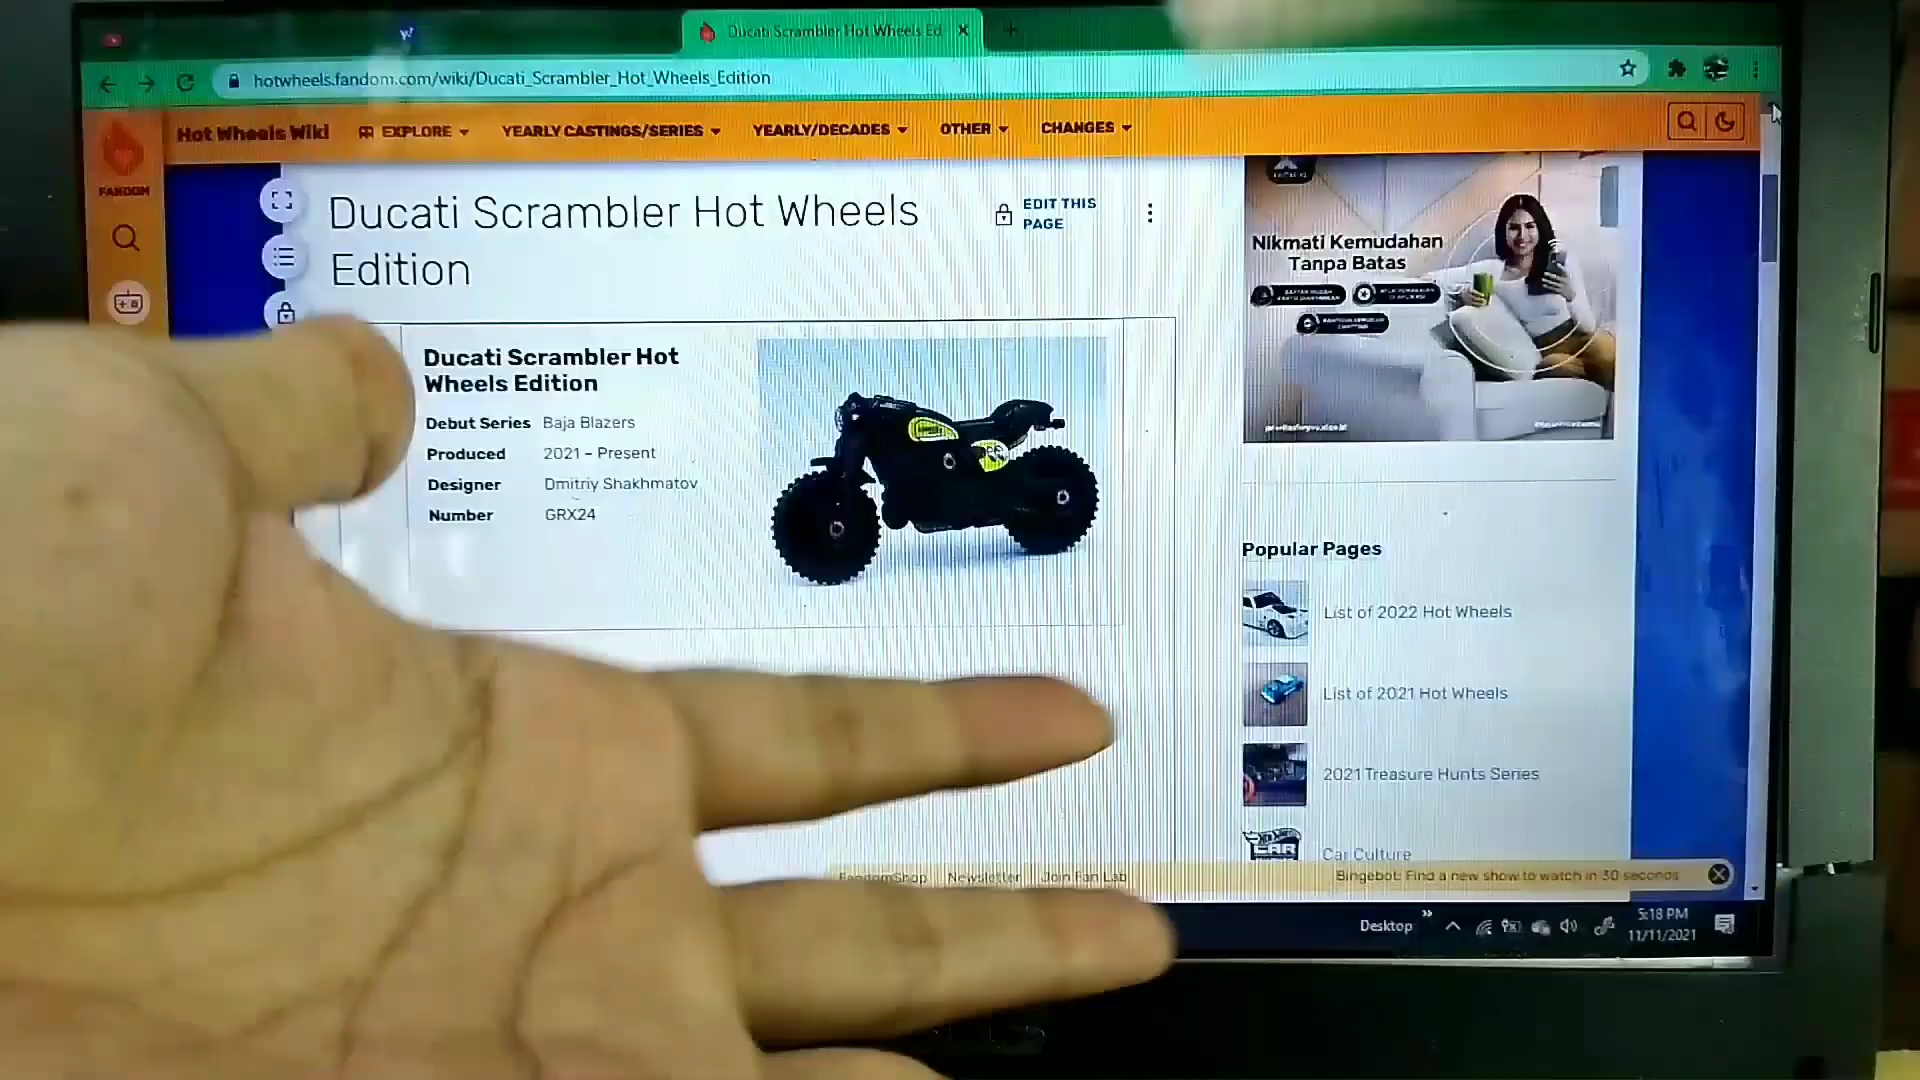 Ducati Scrambler Hot Wheels Ed
hotwheels.fandom.com/wiki/Ducati_Scrambler_Hot_Wheels_Edition
Hot Wheels Wiki
EXPLORE
YEARLY CASTINGS/SERIES
YEARLY/DECADES
OTHER
CHANGES
FANDOM
Ducati Scrambler Hot Wheels
Edition
EDIT THIS
PAGE
Ducati Scrambler Hot
Wheels Edition
Debut Series Baja Blazers
Produced 2021 – Present
Designer Dmitriy Shakhmatov
Number GRX24
Nikmati Kemudahan
Tanpa Batas
Popular Pages
List of 2022 Hot Wheels
List of 2021 Hot Wheels
2021 Treasure Hunts Series
Car Culture
FandomShop Newsletter Join Fan Lab
Bingebot: Find a new show to watch in 30 seconds
Desktop
5:18 PM
11/11/2021